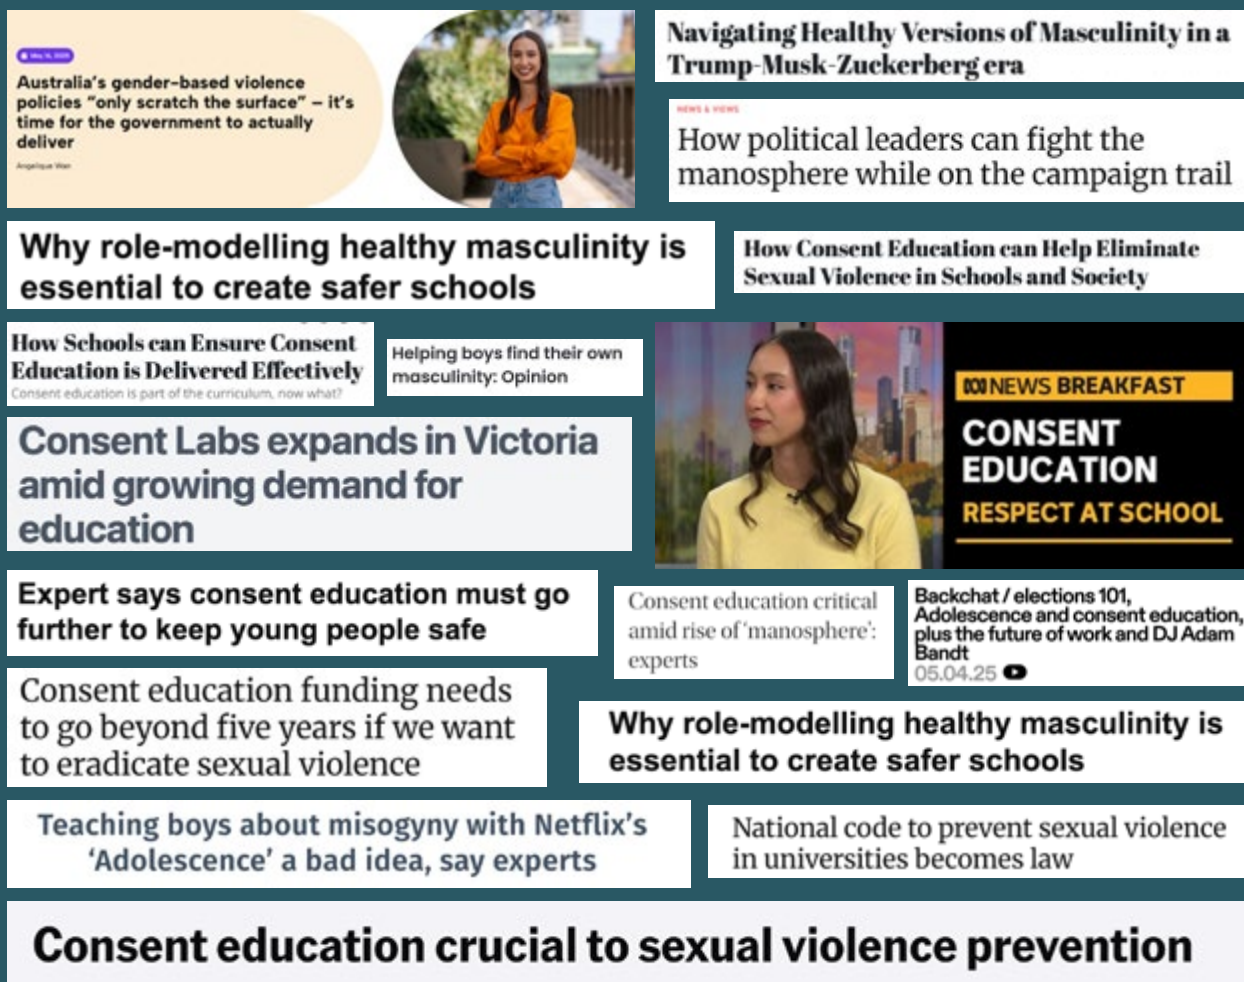 May 14, 2025
Australia's gender-based violence
policies "only scratch the surface" – it's
time for the government to actually
deliver
Angelique Wan
Navigating Healthy Versions of Masculinity in a
Trump-Musk-Zuckerberg era
NEWS & VIEWS
How political leaders can fight the
manosphere while on the campaign trail
Why role-modelling healthy masculinity is
essential to create safer schools
How Consent Education can Help Eliminate
Sexual Violence in Schools and Society
How Schools can Ensure Consent
Education is Delivered Effectively
Consent education is part of the curriculum, now what?
Helping boys find their own
masculinity: Opinion
ABC NEWS BREAKFAST
CONSENT
EDUCATION
RESPECT AT SCHOOL
Consent Labs expands in Victoria
amid growing demand for
education
Expert says consent education must go
further to keep young people safe
Consent education critical
amid rise of 'manosphere':
experts
Backchat / elections 101,
Adolescence and consent education,
plus the future of work and DJ Adam
Bandt
05.04.25
Consent education funding needs
to go beyond five years if we want
to eradicate sexual violence
Why role-modelling healthy masculinity is
essential to create safer schools
Teaching boys about misogyny with Netflix's
'Adolescence' a bad idea, say experts
National code to prevent sexual violence
in universities becomes law
Consent education crucial to sexual violence prevention